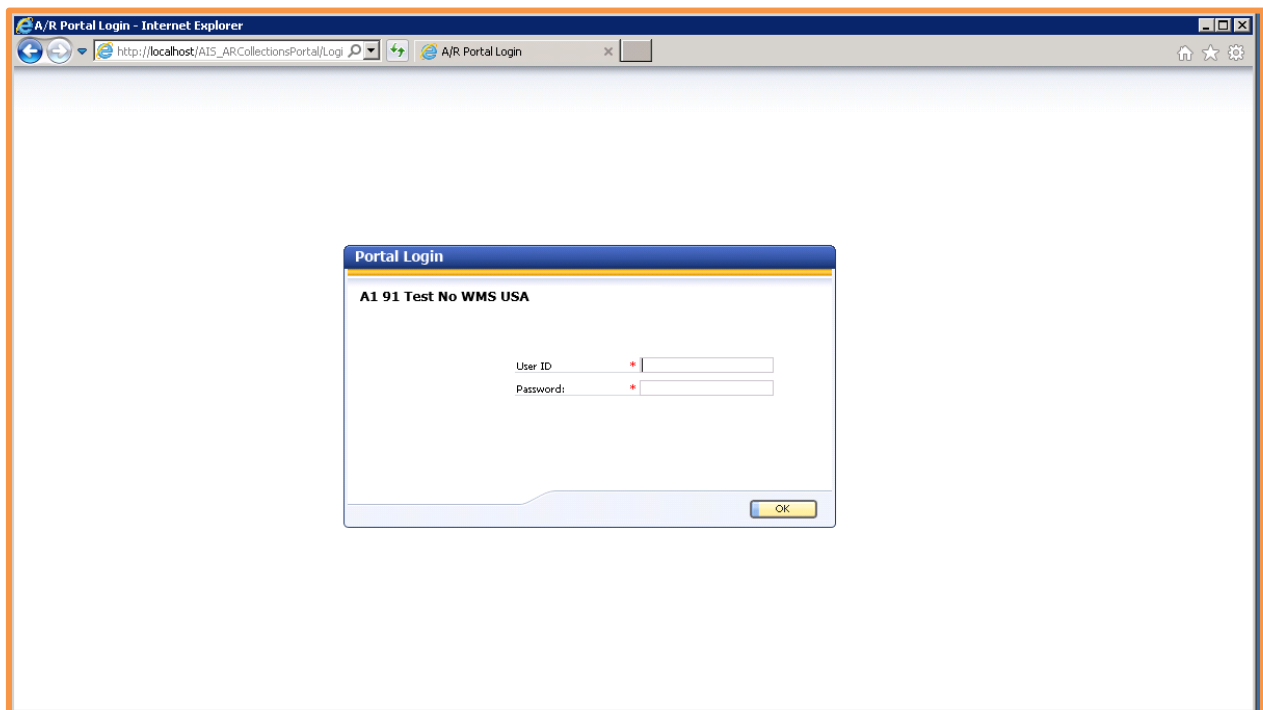 A/R Portal Login - Internet Explorer
http://localhost/AIS_ARCollectionsPortal/Logi
A/R Portal Login
Portal Login
A1 91 Test No WMS USA
User ID *
Password: *
OK